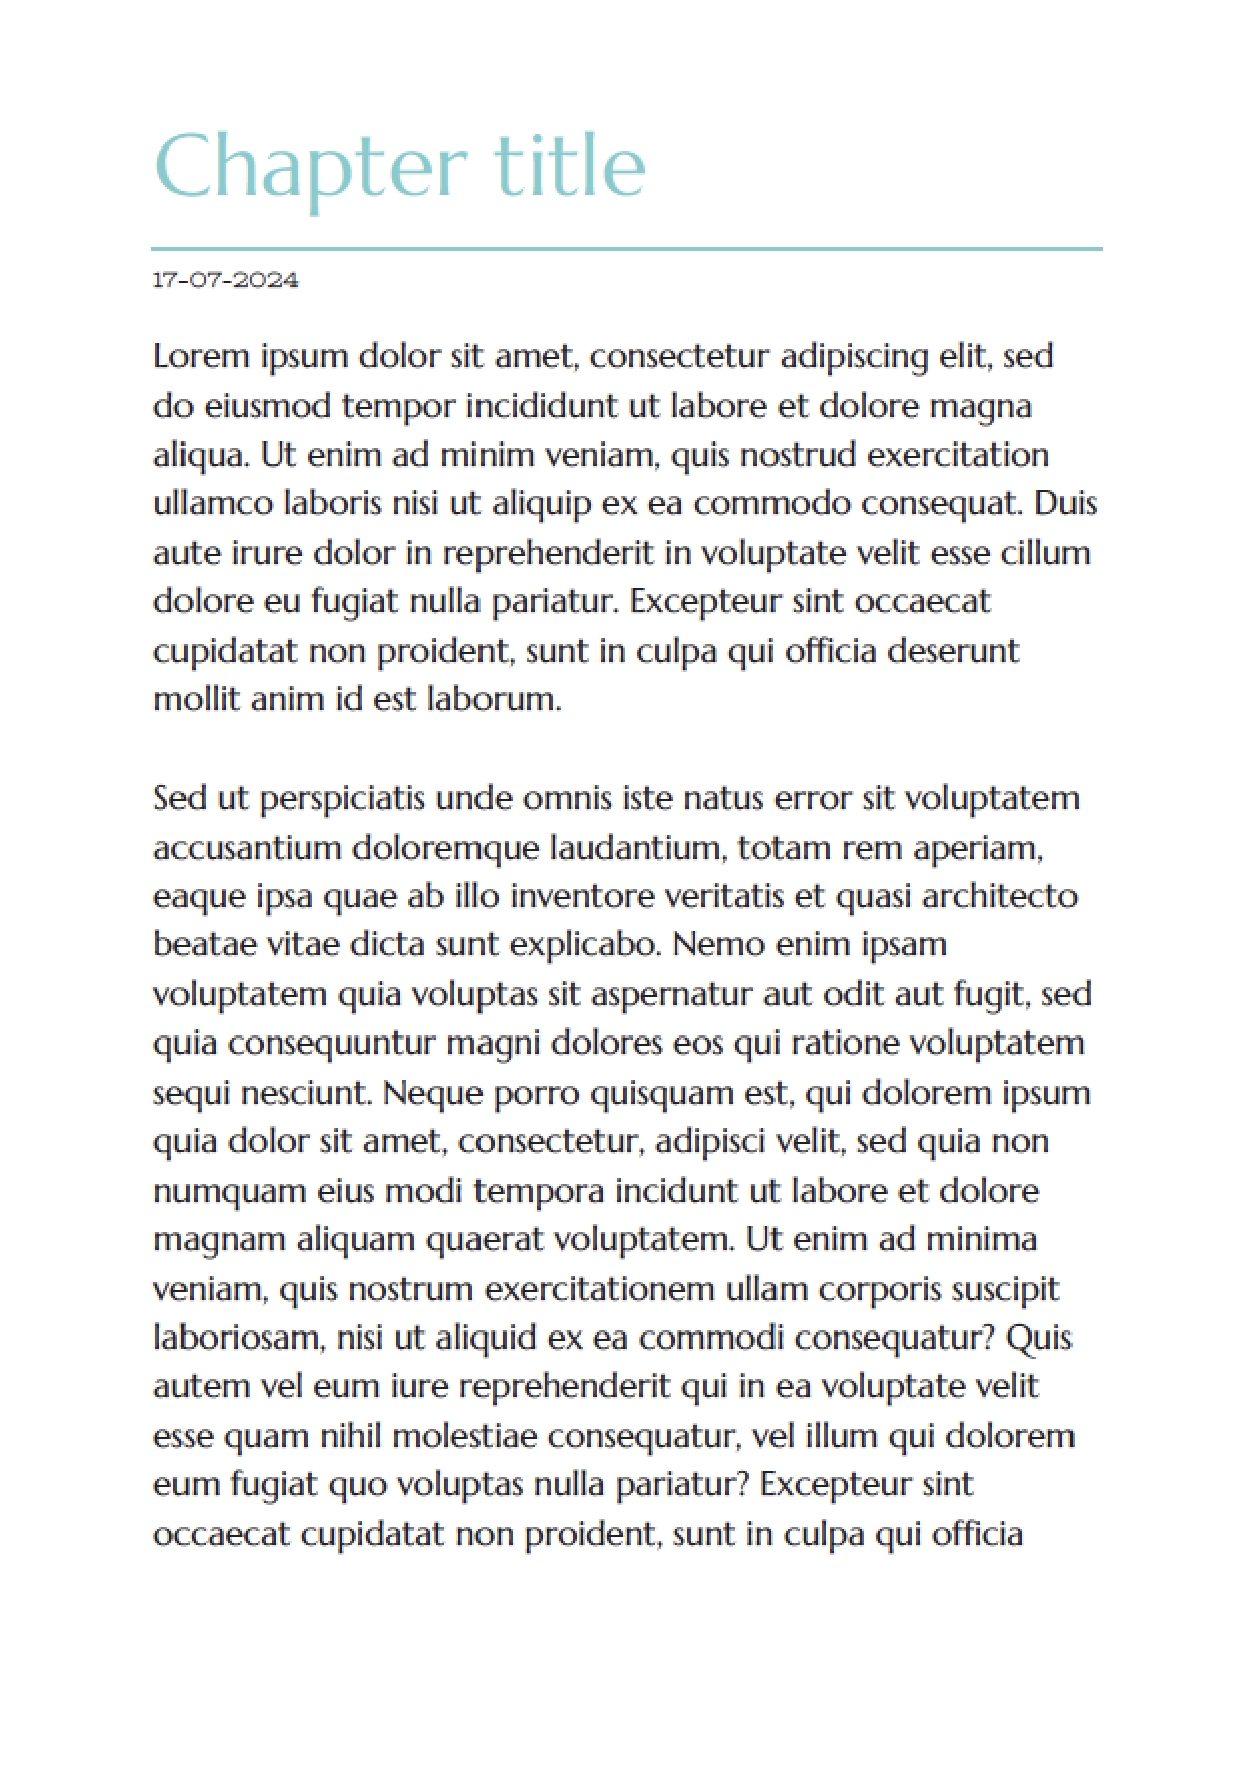 Chapter title
17-07-2024
Lorem ipsum dolor sit amet, consectetur adipiscing elit, sed
do eiusmod tempor incididunt ut labore et dolore magna
aliqua. Ut enim ad minim veniam, quis nostrud exercitation
ullamco laboris nisi ut aliquip ex ea commodo consequat. Duis
aute irure dolor in reprehenderit in voluptate velit esse cillum
dolore eu fugiat nulla pariatur. Excepteur sint occaecat
cupidatat non proident, sunt in culpa qui officia deserunt
mollit anim id est laborum.
Sed ut perspiciatis unde omnis iste natus error sit voluptatem
accusantium doloremque laudantium, totam rem aperiam,
eaque ipsa quae ab illo inventore veritatis et quasi architecto
beatae vitae dicta sunt explicabo. Nemo enim ipsam
voluptatem quia voluptas sit aspernatur aut odit aut fugit, sed
quia consequuntur magni dolores eos qui ratione voluptatem
sequi nesciunt. Neque porro quisquam est, qui dolorem ipsum
quia dolor sit amet, consectetur, adipisci velit, sed quia non
numquam eius modi tempora incidunt ut labore et dolore
magnam aliquam quaerat voluptatem. Ut enim ad minima
veniam, quis nostrum exercitationem ullam corporis suscipit
laboriosam, nisi ut aliquid ex ea commodi consequatur? Quis
autem vel eum iure reprehenderit qui in ea voluptate velit
esse quam nihil molestiae consequatur, vel illum qui dolorem
eum fugiat quo voluptas nulla pariatur? Excepteur sint
occaecat cupidatat non proident, sunt in culpa qui officia